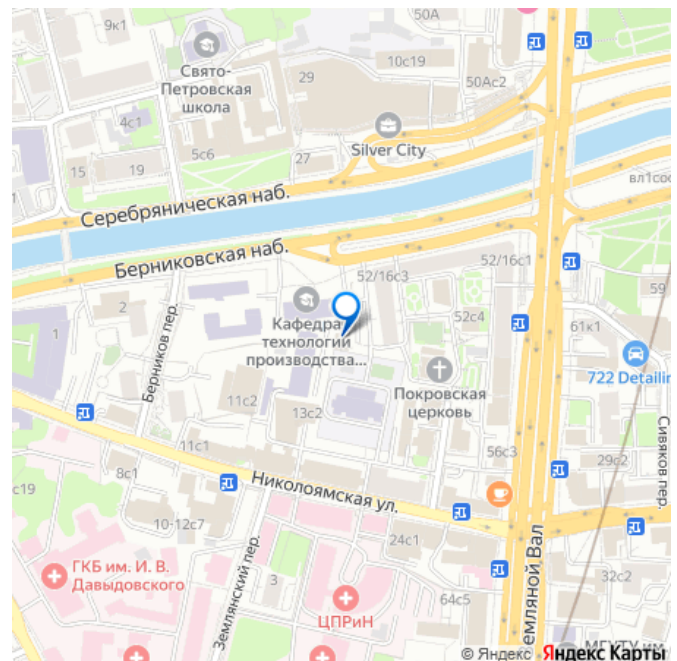 9к1
50А
Свято-
Петровская
школа
29
10с19
50Ас2
4с1
Silver City
15
19
5с6
27
вл1соо
Серебряническая наб.
Берниковская наб.
52/16с3
52/16с1
59
2
Кафедра
технологии
производства...
52с4
61к1
1
Берников пер.
722 Detailin
Покровская
церковь
11с2
13с2
Сивяков пер.
11с1
56с3
29с2
с19
8с1
Николоямская ул.
10-12с7
24с1
ГКБ им. И. В.
Давыдовского
Землянский пер.
3
ЦПРиН
64с5
Земляной Вал
32с2
МГУТУ им.
© Яндекс Яндекс Карты